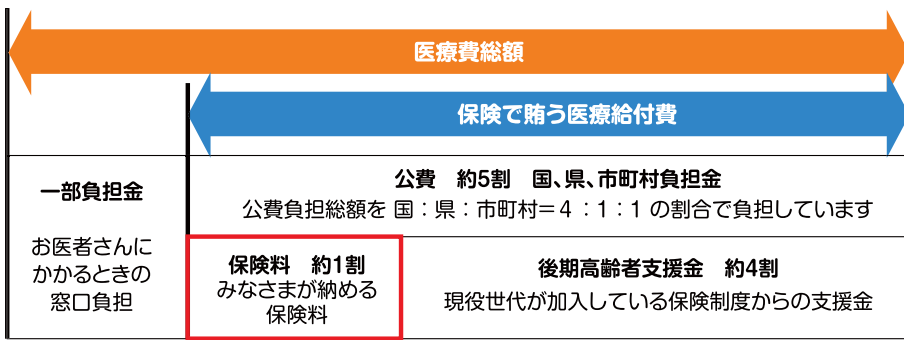 医療費総額
保険で賄う医療給付費
一部負担金
お医者さんに
かかるときの
窓口負担
公費 約5割 国、県、市町村負担金
公費負担総額を 国：県：市町村＝4：1：1 の割合で負担しています
保険料 約1割
みなさまが納める
保険料
後期高齢者支援金 約4割
現役世代が加入している保険制度からの支援金